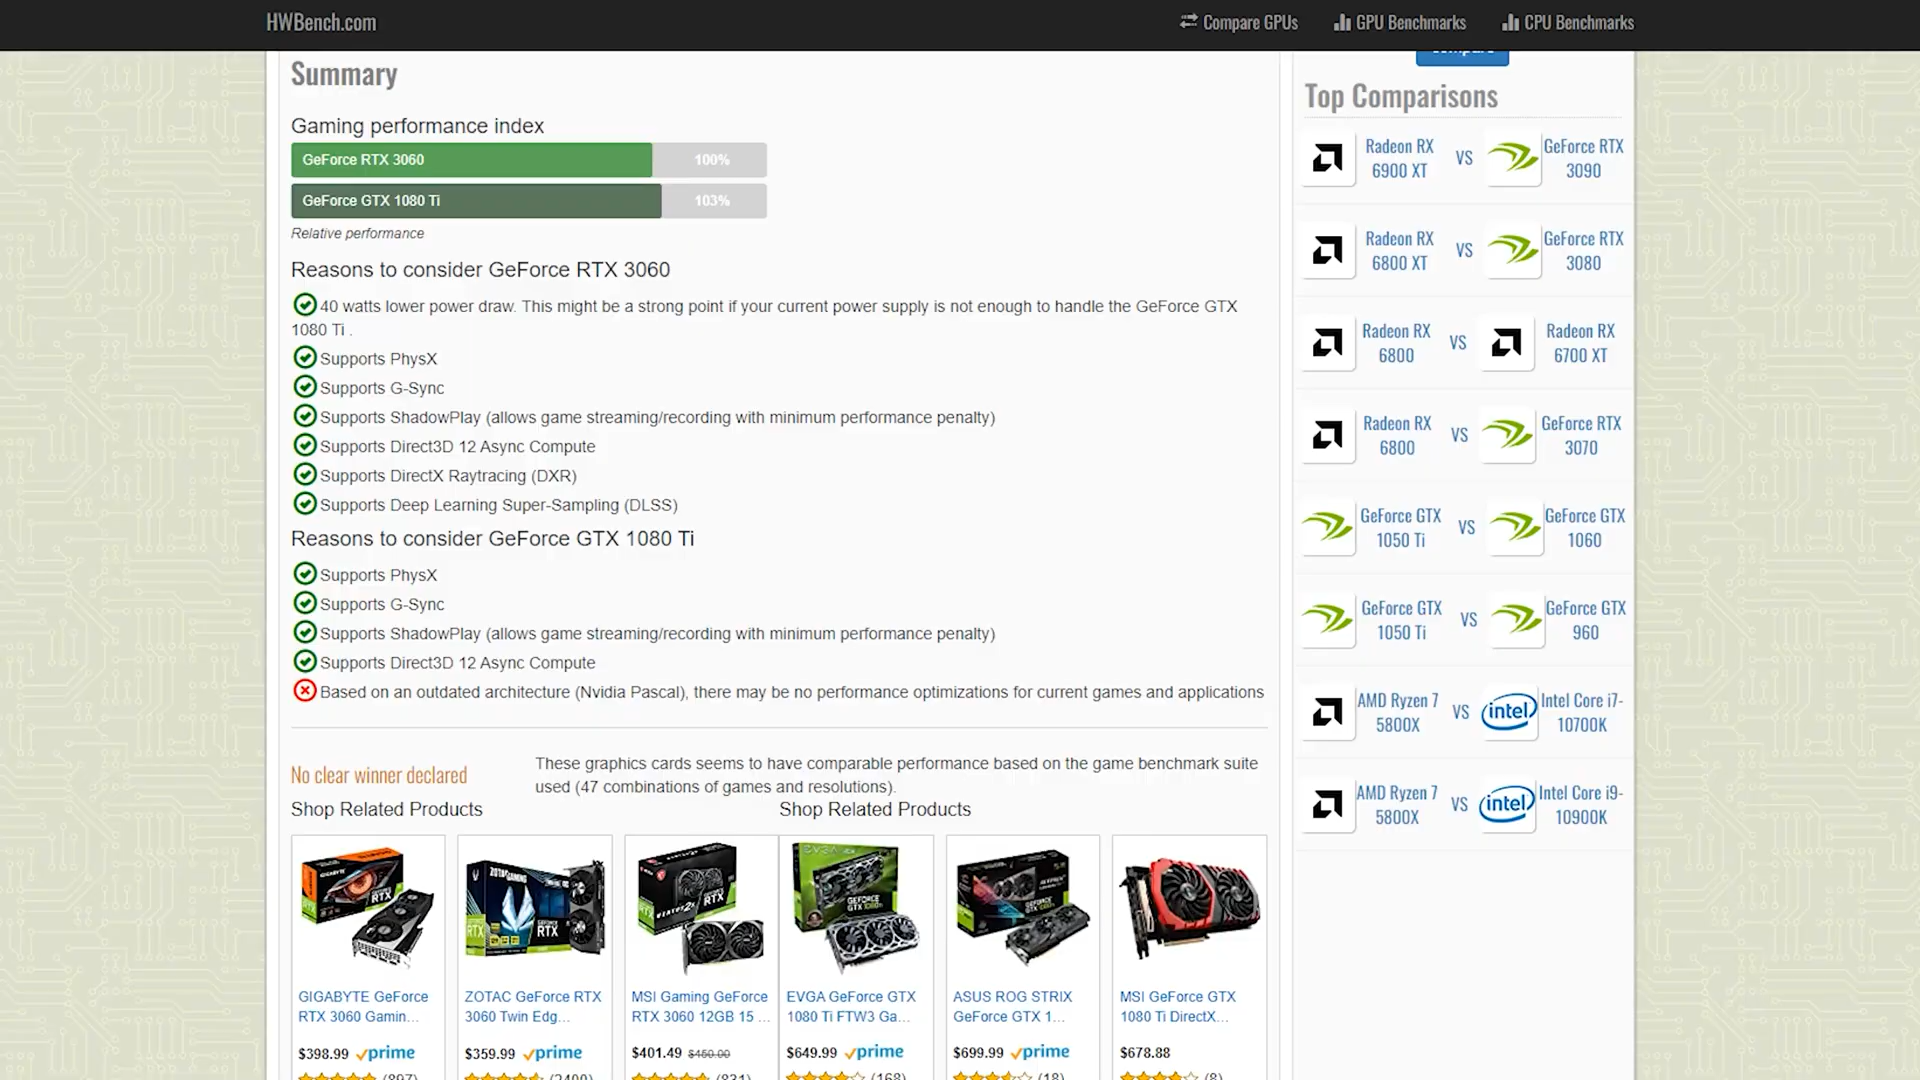 HWBench.com
Compare GPUs
GPU Benchmarks
CPU Benchmarks
Summary
Gaming performance index
GeForce RTX 3060
100%
GeForce GTX 1080 Ti
103%
Relative performance
Reasons to consider GeForce RTX 3060
40 watts lower power draw. This might be a strong point if your current power supply is not enough to handle the GeForce GTX
1080 Ti .
Supports PhysX
Supports G-Sync
Supports ShadowPlay (allows game streaming/recording with minimum performance penalty)
Supports Direct3D 12 Async Compute
Supports DirectX Raytracing (DXR)
Supports Deep Learning Super-Sampling (DLSS)
Reasons to consider GeForce GTX 1080 Ti
Supports PhysX
Supports G-Sync
Supports ShadowPlay (allows game streaming/recording with minimum performance penalty)
Supports Direct3D 12 Async Compute
Based on an outdated architecture (Nvidia Pascal), there may be no performance optimizations for current games and applications
No clear winner declared
These graphics cards seems to have comparable performance based on the game benchmark suite
used (47 combinations of games and resolutions).
Shop Related Products
Shop Related Products
GIGABYTE GeForce
RTX 3060 Gamin...
$398.99 prime
(897)
ZOTAC GeForce RTX
3060 Twin Edg...
$359.99 prime
(2400)
MSI Gaming GeForce
RTX 3060 12GB 15 ...
$401.49 $450.00
(831)
EVGA GeForce GTX
1080 Ti FTW3 Ga...
$649.99 prime
(168)
ASUS ROG STRIX
GeForce GTX 1...
$699.99 prime
(18)
MSI GeForce GTX
1080 Ti DirectX...
$678.88
(8)
Top Comparisons
Radeon RX
6900 XT
VS
GeForce RTX
3090
Radeon RX
6800 XT
VS
GeForce RTX
3080
Radeon RX
6800
VS
Radeon RX
6700 XT
Radeon RX
6800
VS
GeForce RTX
3070
GeForce GTX
1050 Ti
VS
GeForce GTX
1060
GeForce GTX
1050 Ti
VS
GeForce GTX
960
AMD Ryzen 7
5800X
VS
intel
Intel Core i7-
10700K
AMD Ryzen 7
5800X
VS
intel
Intel Core i9-
10900K